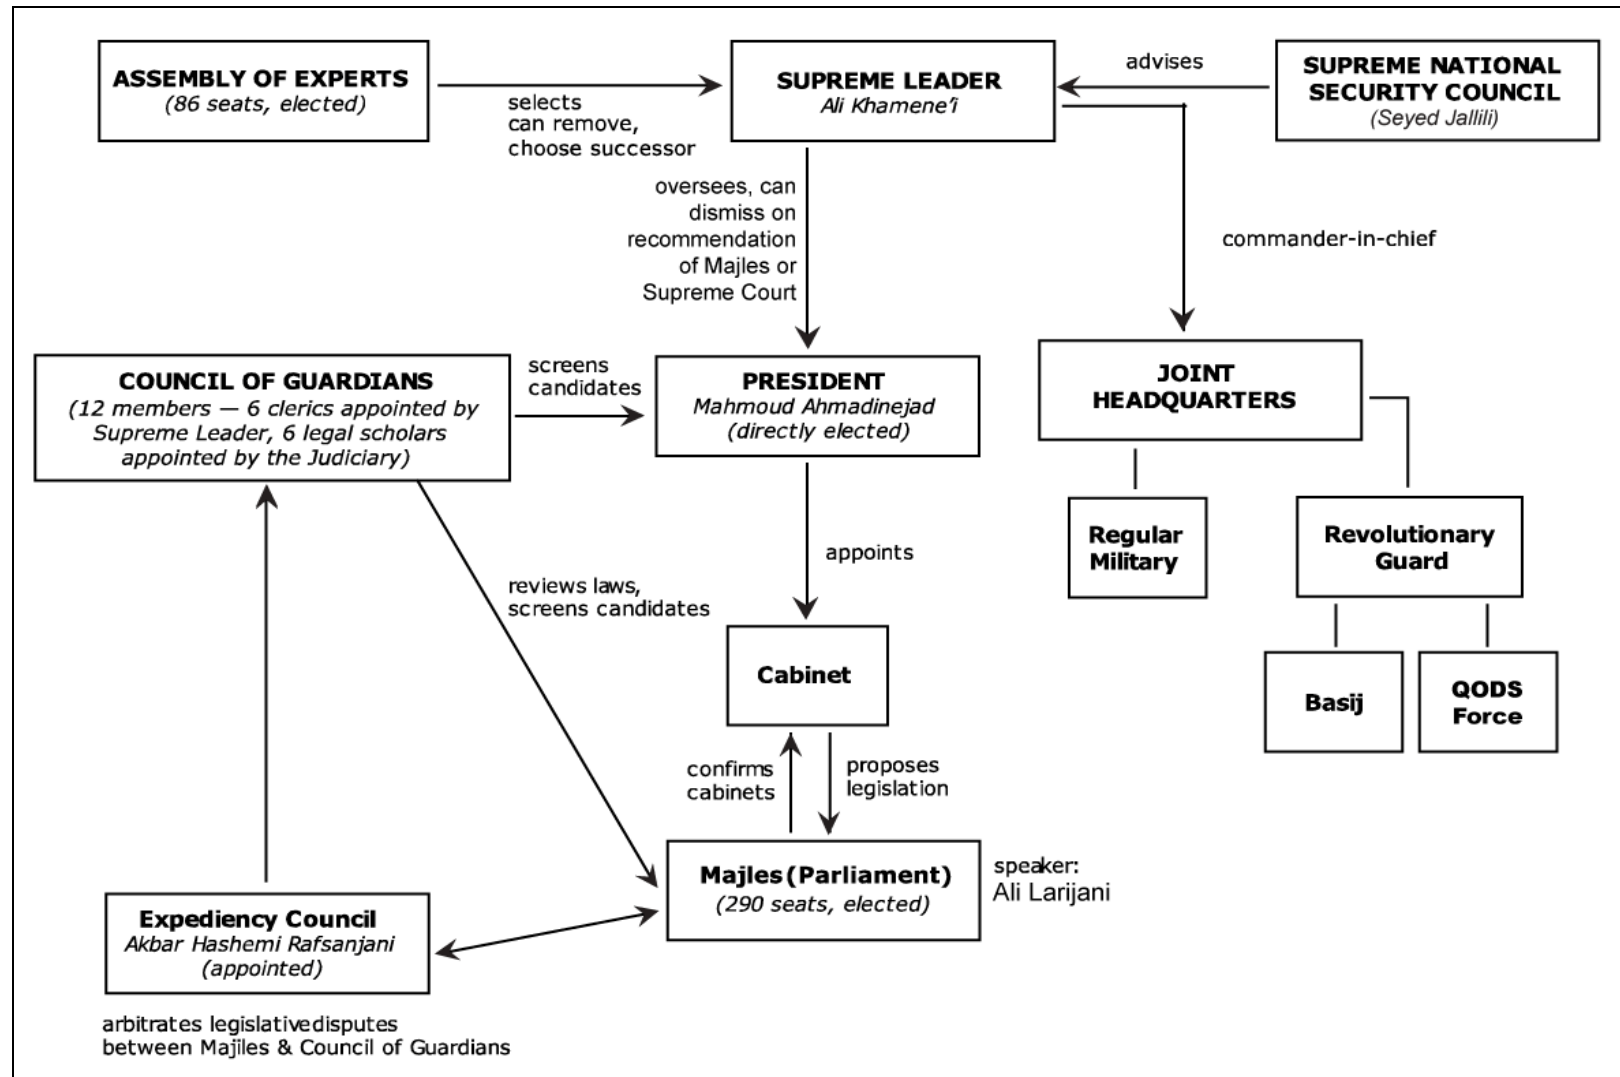 ASSEMBLY OF EXPERTS
(86 seats, elected)
selects
can remove,
choose successor
SUPREME LEADER
Ali Khamene’i
advises
SUPREME NATIONAL
SECURITY COUNCIL
(Seyed Jallili)
oversees, can
dismiss on
recommendation
of Majles or
Supreme Court
commander-in-chief
COUNCIL OF GUARDIANS
(12 members — 6 clerics appointed by
Supreme Leader, 6 legal scholars
appointed by the Judiciary)
screens
candidates
PRESIDENT
Mahmoud Ahmadinejad
(directly elected)
JOINT
HEADQUARTERS
Regular
Military
Revolutionary
Guard
appoints
reviews laws,
screens candidates
Cabinet
Basij
QODS
Force
confirms
cabinets
proposes
legislation
Majles (Parliament)
(290 seats, elected)
speaker:
Ali Larijani
Expediency Council
Akbar Hashemi Rafsanjani
(appointed)
arbitrates legislative disputes
between Majiles & Council of Guardians